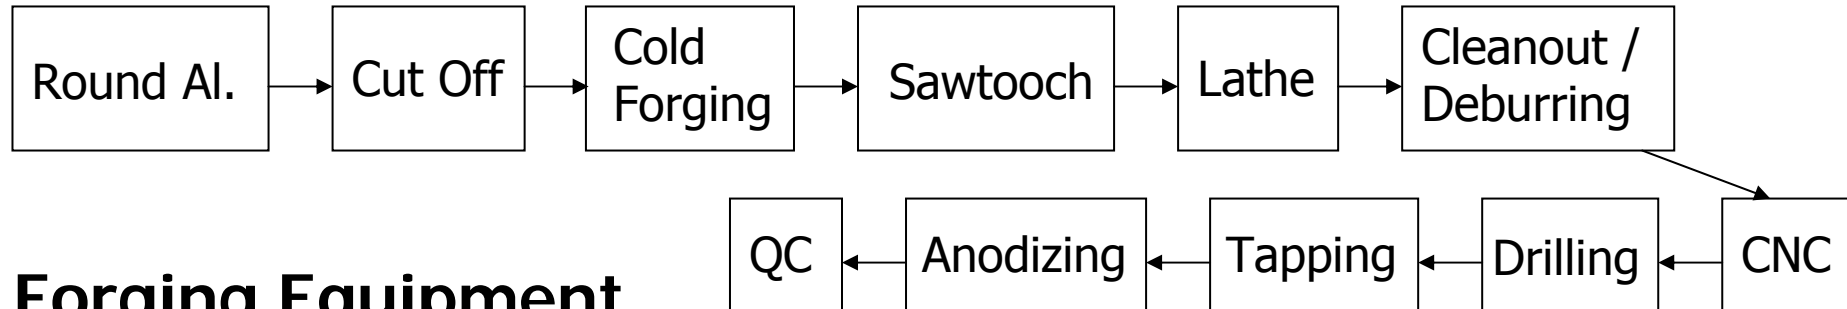 Round Al.
Cut Off
Cold
Forging
Sawtooch
Lathe
Cleanout /
Deburring
CNC
Drilling
Tapping
Anodizing
QC
Forging Equipment